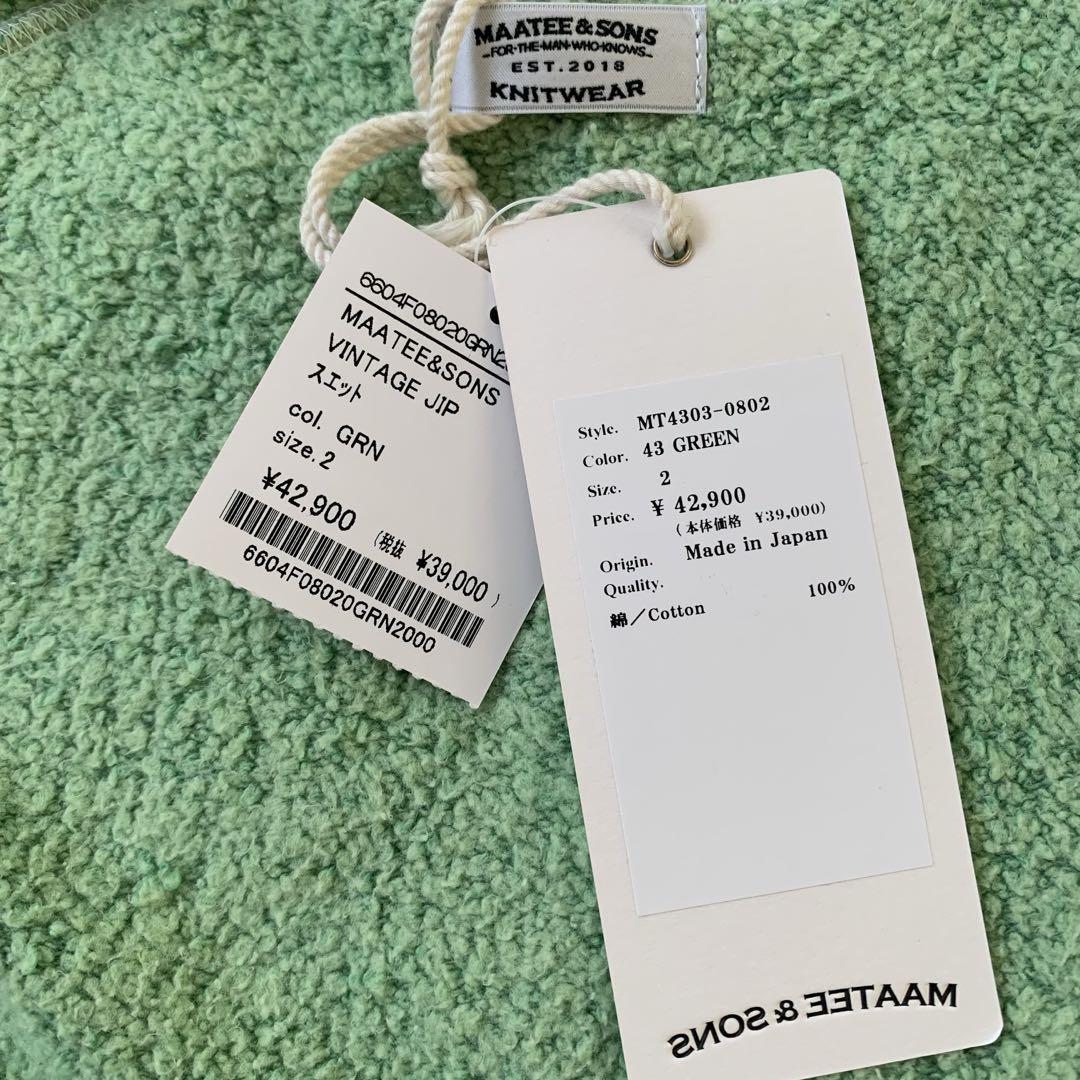 MAATEE&SONS
-FOR-THE-MAN-WHO-KNOWS-
EST.2018
KNITWEAR
6604F08020GRN2
MAATEE&SONS
VINTAGE JIP
スエット
col. GRN
size.2
¥42,900
(税抜 ¥39,000)
6604F08020GRN2000
Style. MT4303-0802
Color. 43 GREEN
Size. 2
Price. ¥ 42,900
(本体価格 ¥39,000)
Origin. Made in Japan
Quality.
綿/Cotton 100%
MAATEE & SONS